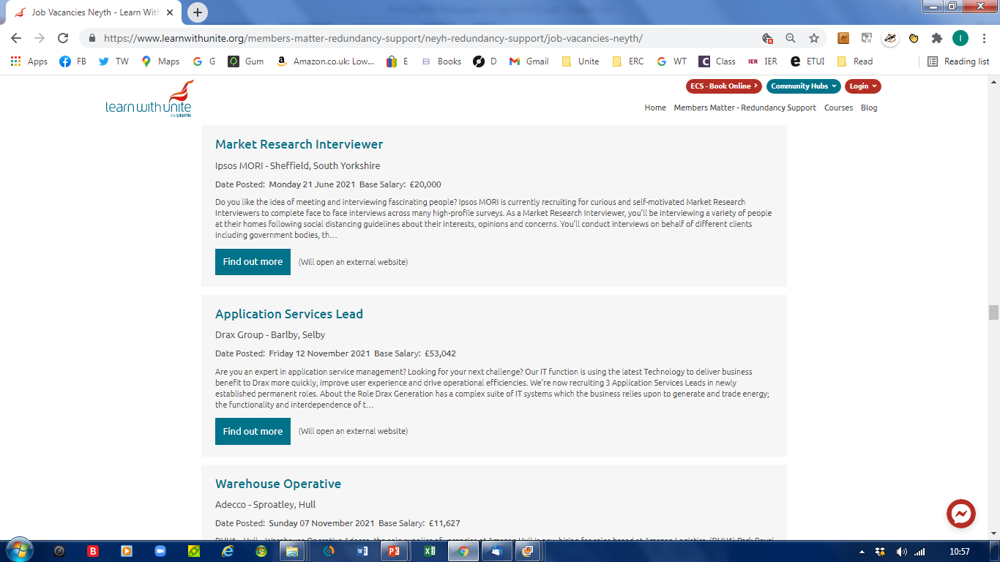 Job Vacancies Neyth - Learn With
https://www.learnwithunite.org/members-matter-redundancy-support/neyh-redundancy-support/job-vacancies-neyth/
Apps FB TW Maps G Gum Amazon.co.uk: Low... E Books D Gmail Unite ERC WT Class IER IER ETUI Read Reading list
learn with unite
the UNION
ECS - Book Online Community Hubs Login
Home Members Matter - Redundancy Support Courses Blog
Market Research Interviewer
Ipsos MORI - Sheffield, South Yorkshire
Date Posted: Monday 21 June 2021 Base Salary: £20,000
Do you like the idea of meeting and interviewing fascinating people? Ipsos MORI is currently recruiting for curious and self-motivated Market Research
Interviewers to complete face to face interviews across many high-profile surveys. As a Market Research Interviewer, you'll be interviewing a variety of people
at their homes following social distancing guidelines about their interests, opinions and concerns. You'll conduct interviews on behalf of different clients
including government bodies, th…
Find out more (Will open an external website)
Application Services Lead
Drax Group - Barlby, Selby
Date Posted: Friday 12 November 2021 Base Salary: £53,042
Are you an expert in application service management? Looking for your next challenge? Our IT function is using the latest Technology to deliver business
benefit to Drax more quickly, improve user experience and drive operational efficiencies. We're now recruiting 3 Application Services Leads in newly
established permanent roles. About the Role Drax Generation has a complex suite of IT systems which the business relies upon to generate and trade energy;
the functionality and interdependence of t…
Find out more (Will open an external website)
Warehouse Operative
Adecco - Sproatley, Hull
Date Posted: Sunday 07 November 2021 Base Salary: £11,627
10:57